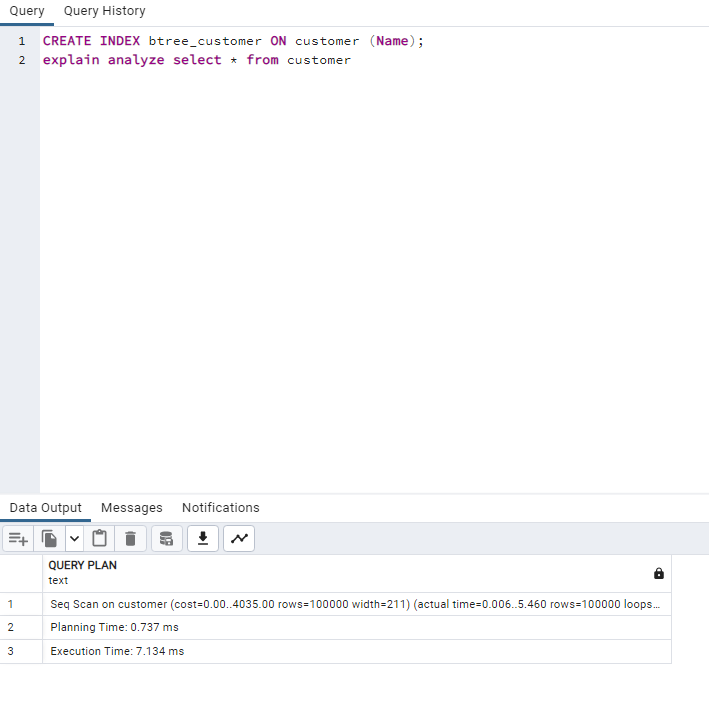 Query Query History
1 CREATE INDEX btree_customer ON customer (Name);
2 explain analyze select * from customer
Data Output Messages Notifications
QUERY PLAN
text
1 Seq Scan on customer (cost=0.00..4035.00 rows=100000 width=211) (actual time=0.006..5.460 rows=100000 loops…
2 Planning Time: 0.737 ms
3 Execution Time: 7.134 ms